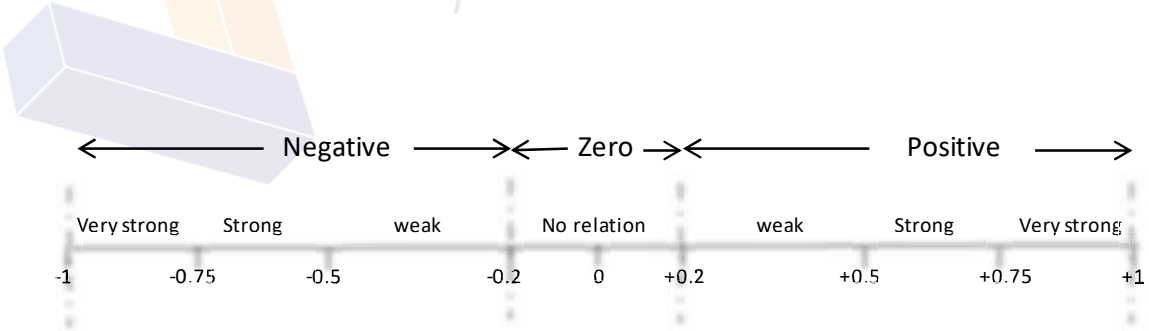 Negative Zero Positive
Very strong Strong weak No relation weak Strong Very strong
-1 -0.75 -0.5 -0.2 0 +0.2 +0.5 +0.75 +1